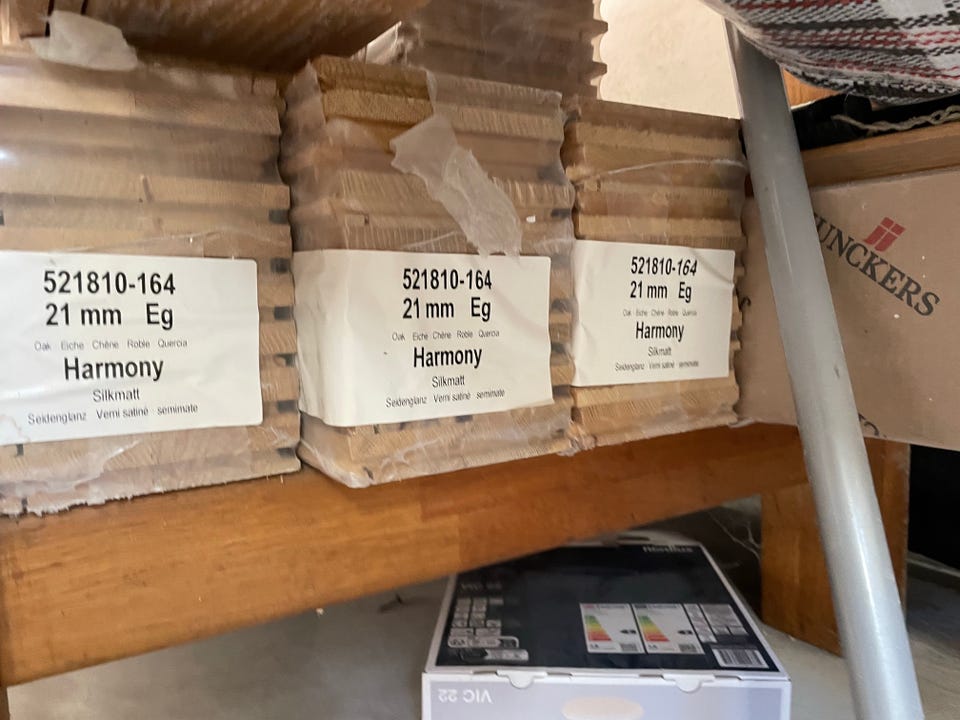 521810-164
21 mm Eg
Oak Eiche Chêne Roble Quercia
Harmony
Silkmatt
Seidenglanz Verni satiné semimate
521810-164
21 mm Eg
Oak Eiche Chêne Roble Quercia
Harmony
Silkmatt
Seidenglanz Verni satiné semimate
521810-164
21 mm Eg
Oak Eiche Chêne Roble Quercia
Harmony
Silkmatt
Seidenglanz Verni satiné semimate
UNCKERS
VIC 22